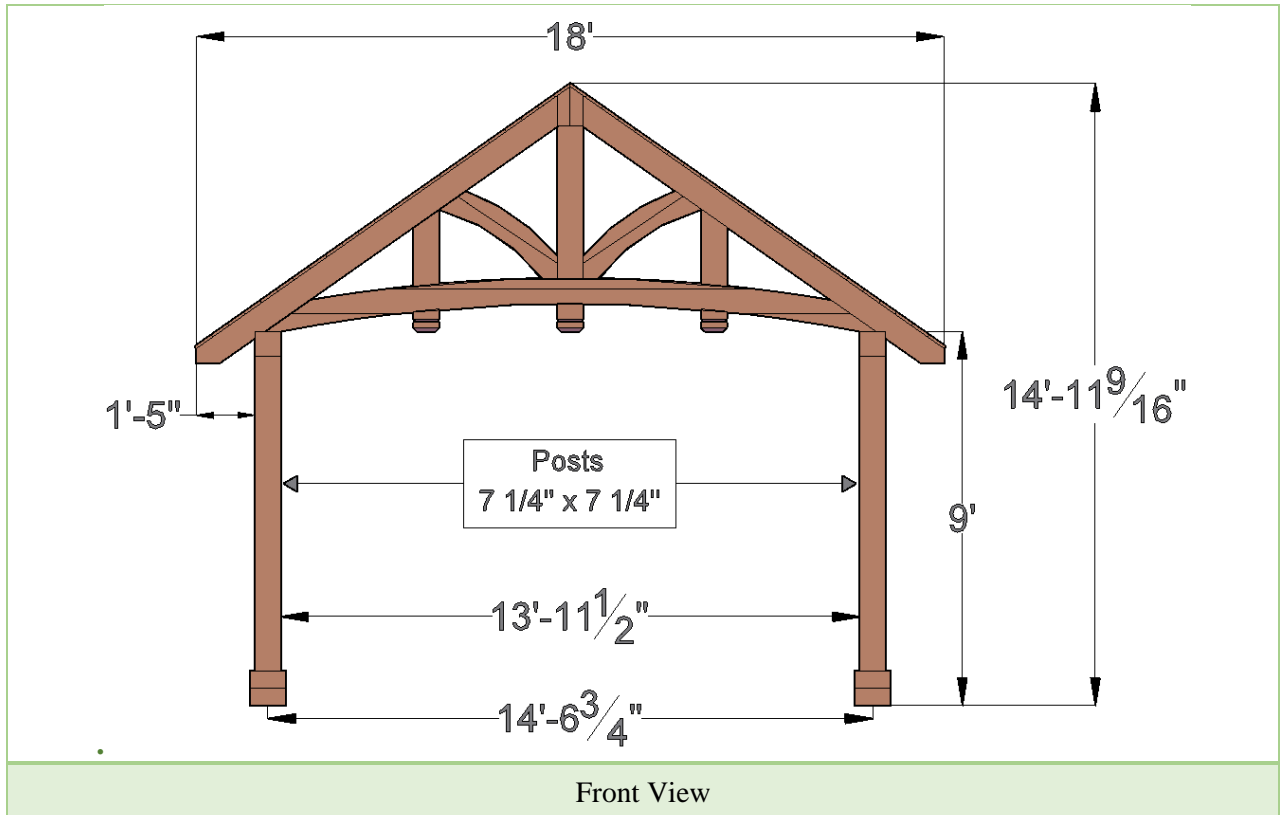 18'
14'-11 9/16"
1'-5"
Posts
7 1/4" x 7 1/4"
9'
13'-11 1/2"
14'-6 3/4"
Front View